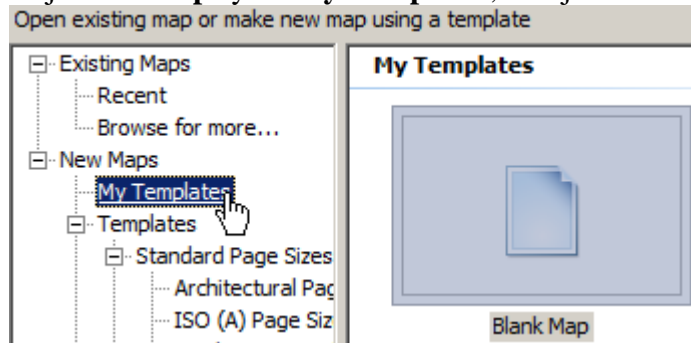 Open existing map or make new map using a template
Existing Maps
Recent
Browse for more...
New Maps
My Templates
Templates
Standard Page Sizes
Architectural Pag
ISO (A) Page Siz
My Templates
Blank Map